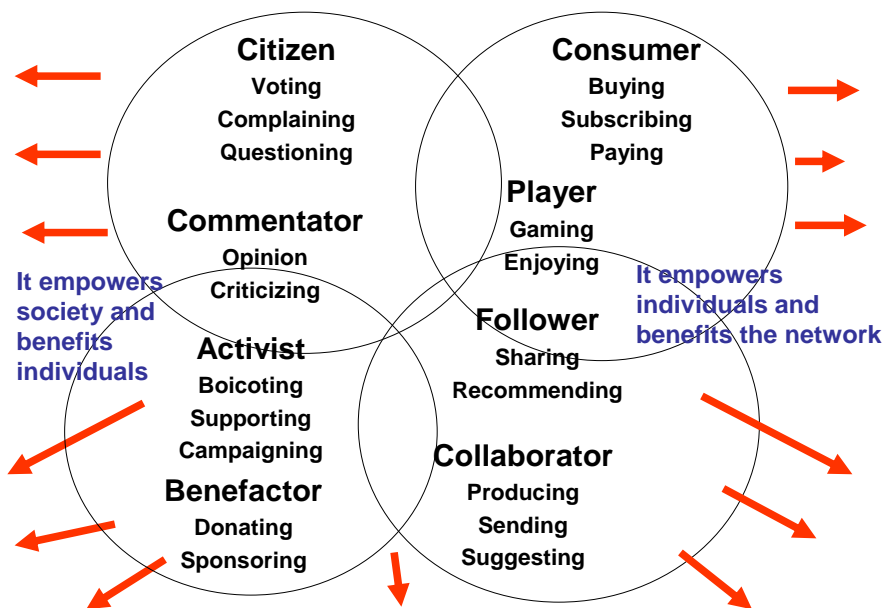 Citizen
Voting
Complaining
Questioning
Consumer
Buying
Subscribing
Paying
Commentator
Opinion
Criticizing
Player
Gaming
Enjoying
It empowers
society and
benefits
individuals
It empowers
individuals and
benefits the network
Activist
Boicoting
Supporting
Campaigning
Follower
Sharing
Recommending
Benefactor
Donating
Sponsoring
Collaborator
Producing
Sending
Suggesting